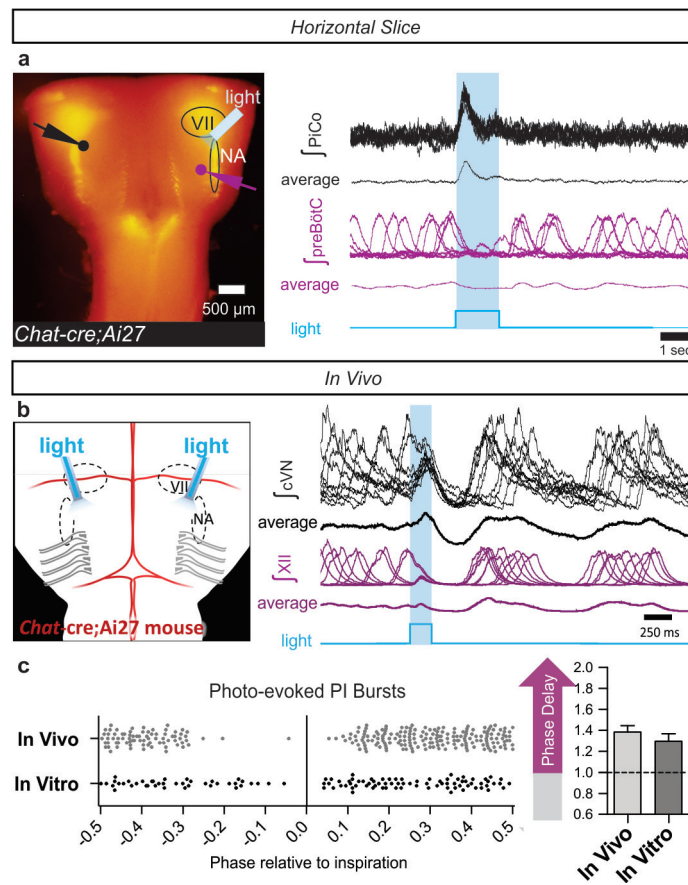 Horizontal Slice
a
light
VII
NA
500 µm
Chat-cre;Ai27
∫PiCo
average
∫preBötC
average
light
1 sec
In Vivo
b
light
light
VII
NA
Chat-cre;Ai27 mouse
∫cVN
average
∫XII
average
light
250 ms
c
Photo-evoked PI Bursts
In Vivo
In Vitro
-0.5 -0.4 -0.3 -0.2 -0.1 0.0 0.1 0.2 0.3 0.4 0.5
Phase relative to inspiration
Phase Delay
2.0
1.8
1.6
1.4
1.2
1.0
0.8
0.6
In Vivo
In Vitro